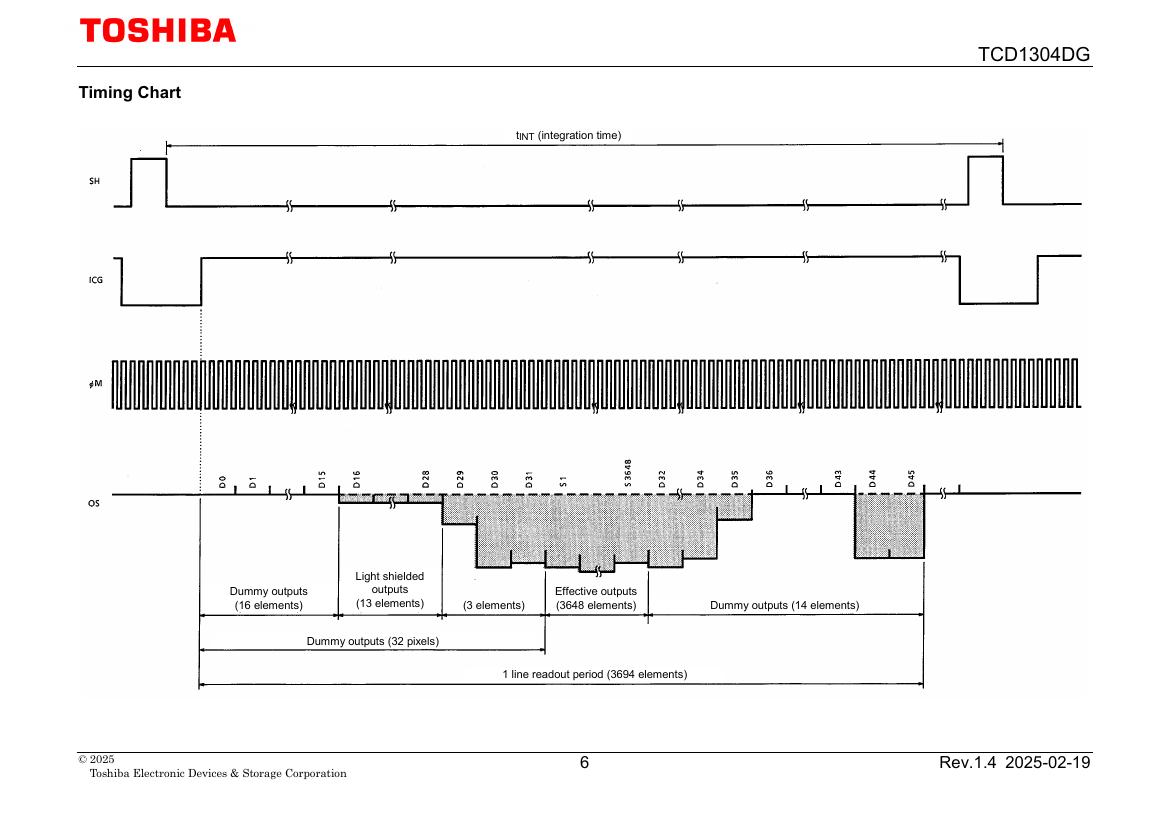 TOSHIBA
TCD1304DG
Timing Chart
tINT (integration time)
SH
ICG
φM
D0 D1 D15 D16 D28 D29 D30 D31 S1 S3648 D32 D34 D35 D36 D43 D44 D45
OS
Dummy outputs
(16 elements)
Light shielded
outputs
(13 elements)
(3 elements)
Effective outputs
(3648 elements)
Dummy outputs (14 elements)
Dummy outputs (32 pixels)
1 line readout period (3694 elements)
© 2025
Toshiba Electronic Devices & Storage Corporation
6
Rev.1.4 2025-02-19